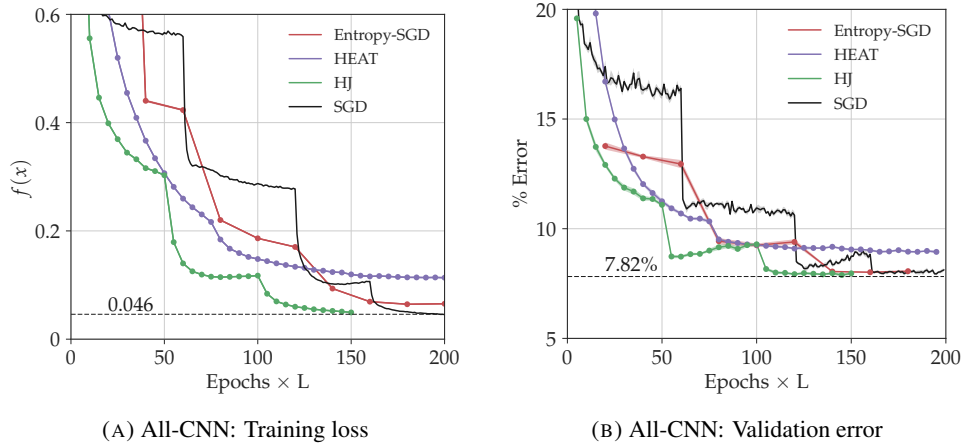 0.6
0.4
0.2
0
f(x)
Entropy-SGD
HEAT
HJ
SGD
0.046
0 50 100 150 200
Epochs × L
(A) All-CNN: Training loss
20
15
10
5
% Error
Entropy-SGD
HEAT
HJ
SGD
7.82%
0 50 100 150 200
Epochs × L
(B) All-CNN: Validation error